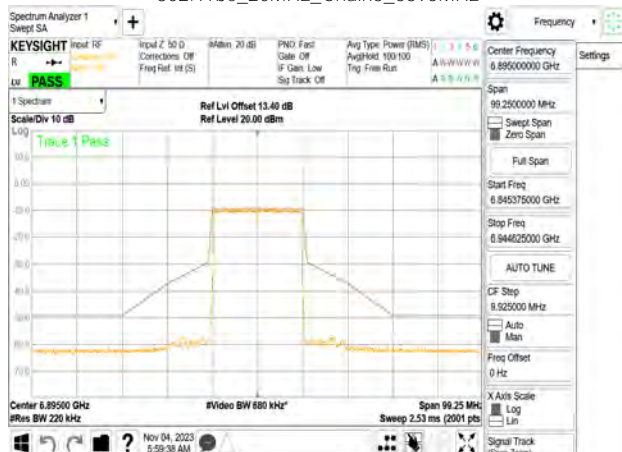 Spectrum Analyzer 1
Swept SA
+
Frequency
KEYSIGHT
R
PASS
Input: RF
Input Z: 50 Ω
Corrections: Off
Freq Ref: Int (S)
#Atten: 20 dB
PNO: Fast
Gate: Off
IF Gain: Low
Sig Track: Off
Avg Type: Power (RMS)
Avg|Hold: 100/100
Trig: Free Run
1 Spectrum
Scale/Div 10 dB
Ref Lvl Offset 13.40 dB
Ref Level 20.00 dBm
Log
Trace 1 Pass
Center 6.89500 GHz
#Res BW 220 kHz
#Video BW 680 kHz*
Span 99.25 MHz
Sweep 2.53 ms (2001 pts)
Nov 04, 2023
5:59:38 AM
Center Frequency
6.895000000 GHz
Settings
Span
99.2500000 MHz
Swept Span
Zero Span
Full Span
Start Freq
6.845375000 GHz
Stop Freq
6.944625000 GHz
AUTO TUNE
CF Step
9.925000 MHz
Auto
Man
Freq Offset
0 Hz
X Axis Scale
Log
Lin
Signal Track